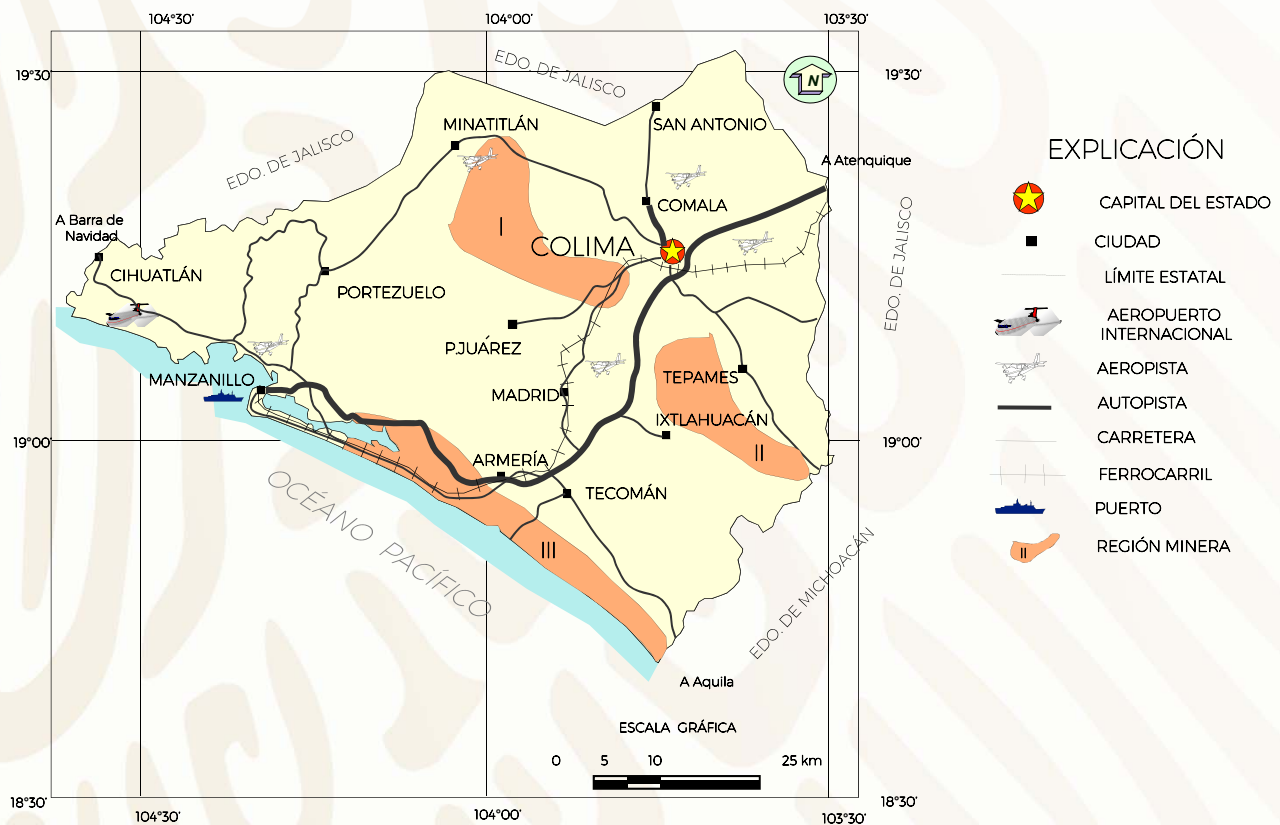 104°30'
104°00'
103°30'
19°30'
19°30'
EDO. DE JALISCO
N
MINATITLÁN
SAN ANTONIO
EDO. DE JALISCO
A Atenquique
I
COMALA
A Barra de
Navidad
COLIMA
EDO. DE JALISCO
CIHUATLÁN
PORTEZUELO
P.JUÁREZ
MANZANILLO
TEPAMES
MADRID
IXTLAHUACÁN
19°00'
19°00'
II
ARMERÍA
TECOMÁN
OCÉANO PACÍFICO
III
EDO. DE MICHOACÁN
A Aquila
ESCALA GRÁFICA
0 5 10 25 km
18°30'
18°30'
104°30'
104°00'
103°30'
EXPLICACIÓN
CAPITAL DEL ESTADO
CIUDAD
LÍMITE ESTATAL
AEROPUERTO
INTERNACIONAL
AEROPISTA
AUTOPISTA
CARRETERA
FERROCARRIL
PUERTO
II
REGIÓN MINERA